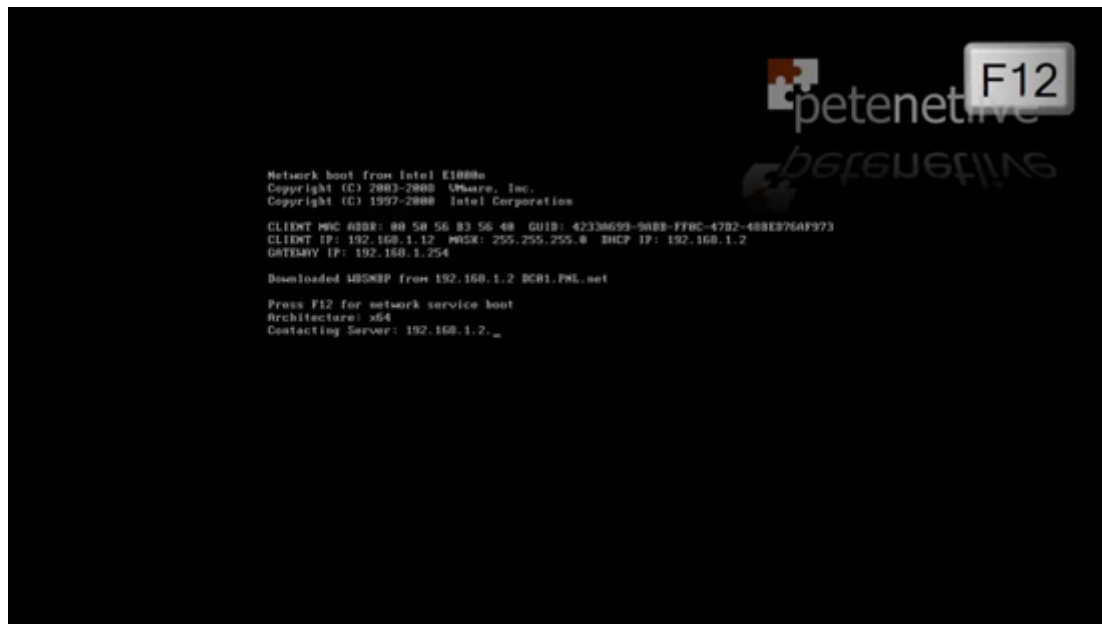 F12
petenetlive
Network boot from Intel E1000e
Copyright (C) 2003-2008 VMware, Inc.
Copyright (C) 1997-2000 Intel Corporation
CLIENT MAC ADDR: 00 50 56 B3 56 40 GUID: 4233A699-9ABB-FF0C-47D2-48BED76AF973
CLIENT IP: 192.168.1.12 MASK: 255.255.255.0 DHCP IP: 192.168.1.2
GATEWAY IP: 192.168.1.254
Downloaded WDSNBP from 192.168.1.2 DC01.PNL.net
Press F12 for network service boot
Architecture: x64
Contacting Server: 192.168.1.2._